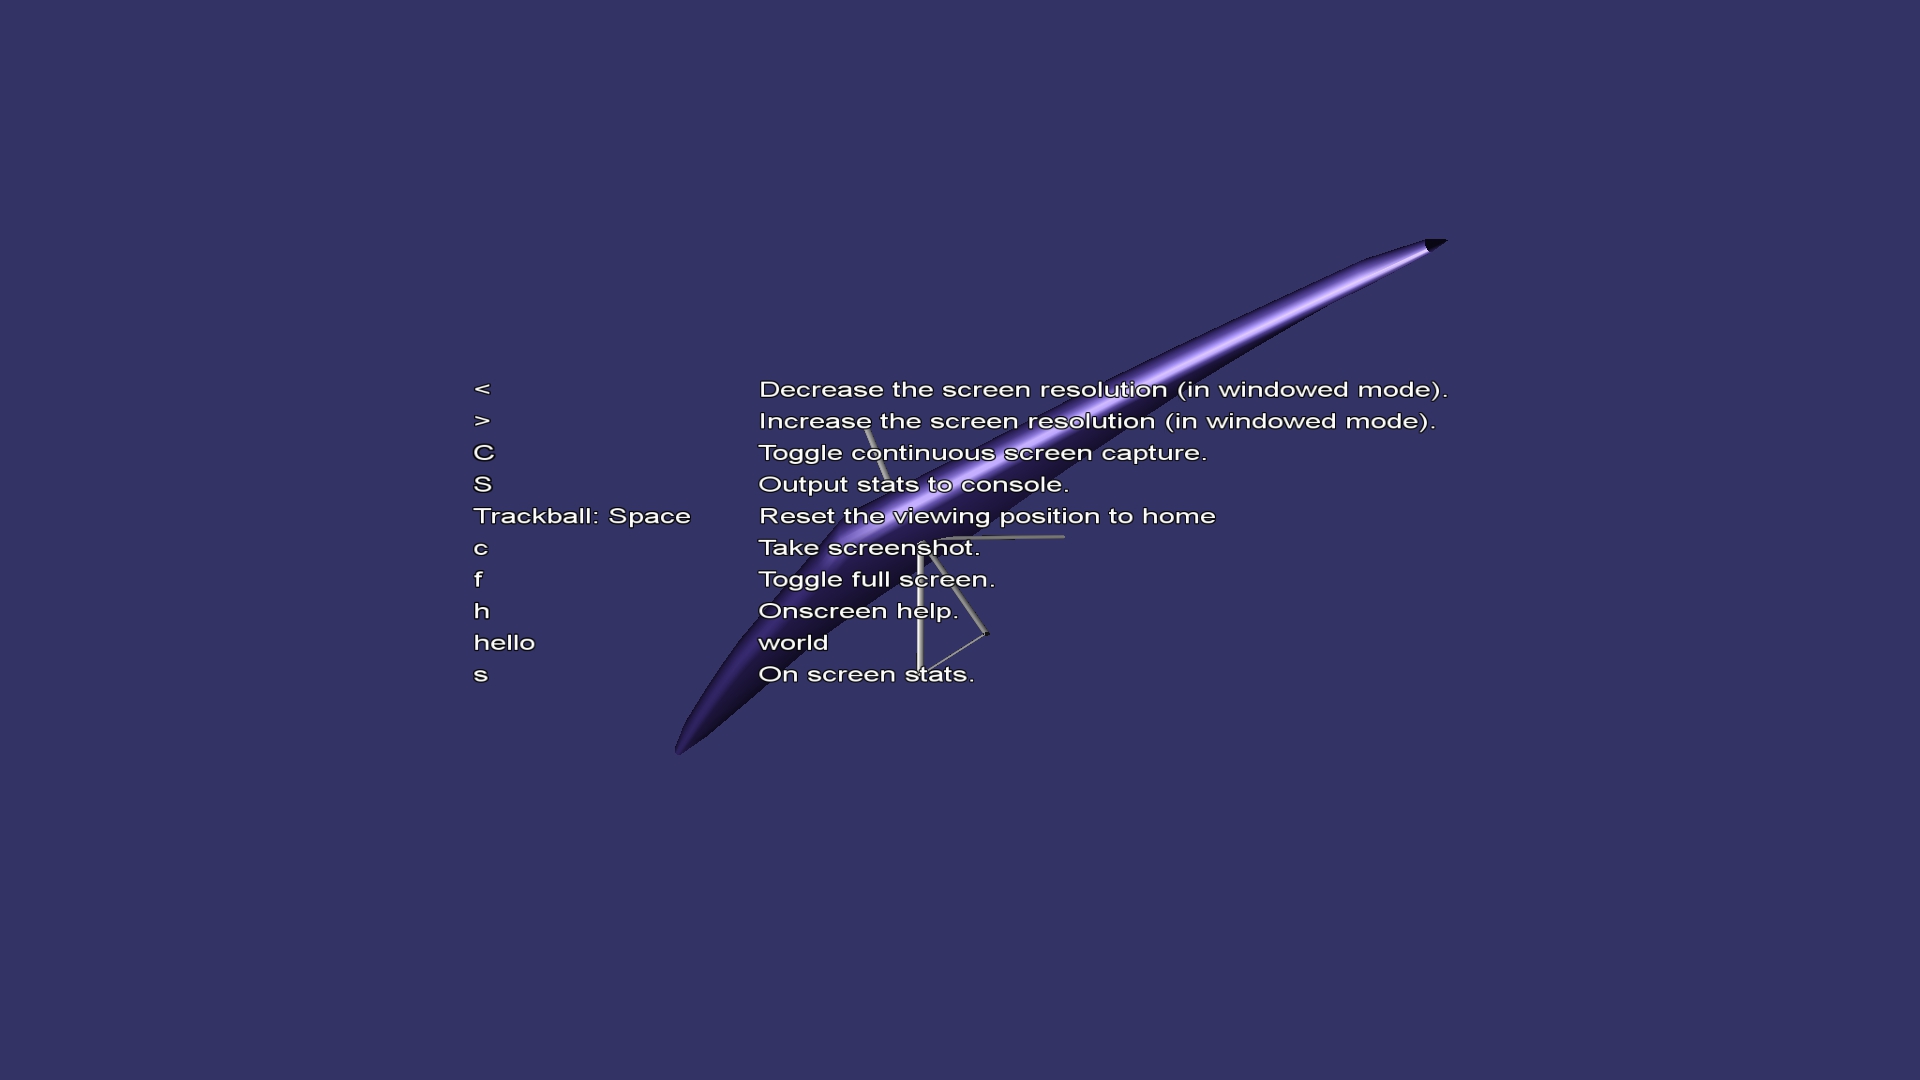 < Decrease the screen resolution (in windowed mode).
> Increase the screen resolution (in windowed mode).
C Toggle continuous screen capture.
S Output stats to console.
Trackball: Space Reset the viewing position to home
c Take screenshot.
f Toggle full screen.
h Onscreen help.
hello world
s On screen stats.